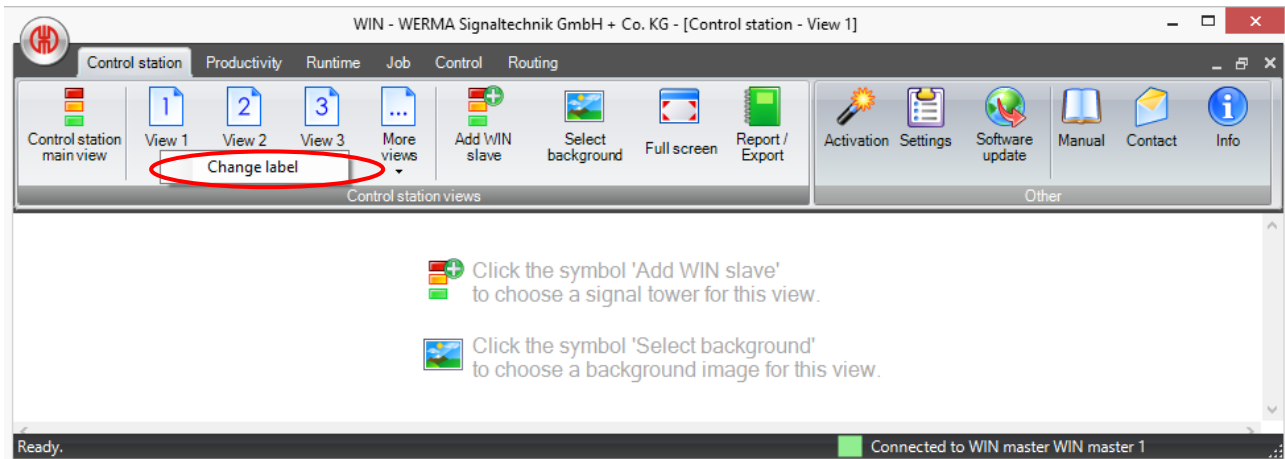 WIN - WERMA Signaltechnik GmbH + Co. KG - [Control station - View 1]
Control station Productivity Runtime Job Control Routing
1 2 3 ...
Control station
main view
View 1
View 2
View 3
More
views
Add WIN
slave
Select
background
Full screen
Report /
Export
Activation
Settings
Software
update
Manual
Contact
Info
Change label
Control station views
Other
Click the symbol 'Add WIN slave'
to choose a signal tower for this view.
Click the symbol 'Select background'
to choose a background image for this view.
Ready.
Connected to WIN master WIN master 1